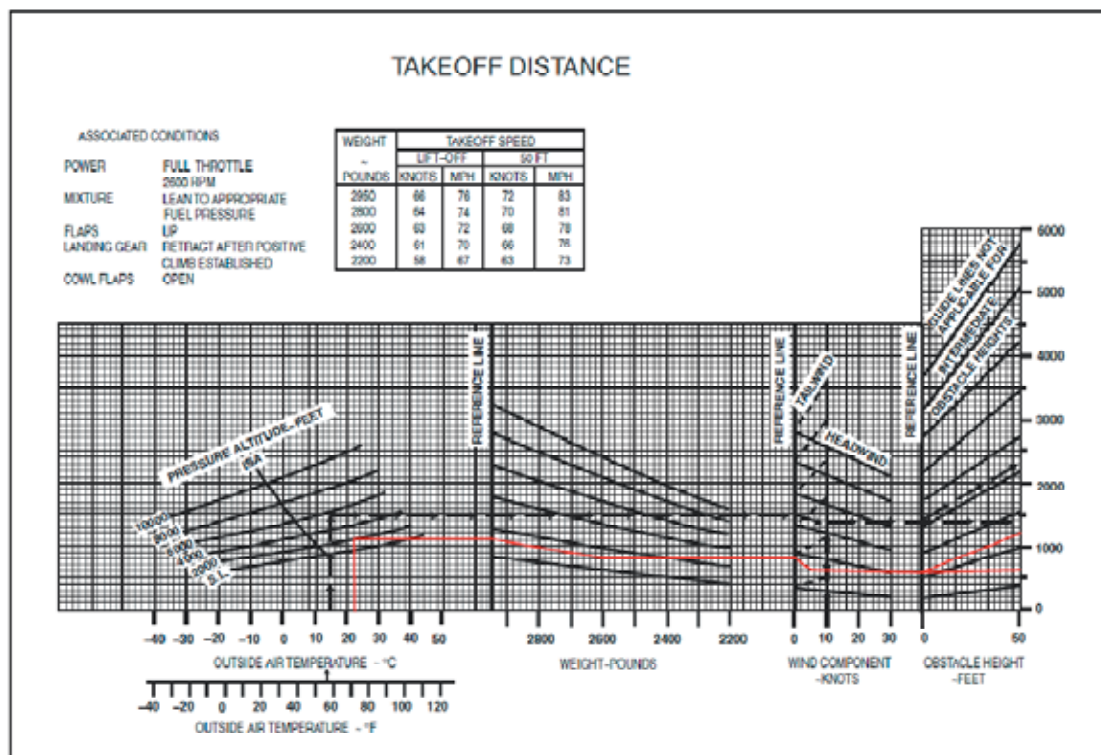 TAKEOFF DISTANCE
ASSOCIATED CONDITIONS
POWER FULL THROTTLE
2600 RPM
MIXTURE LEAN TO APPROPRIATE
FUEL PRESSURE
FLAPS UP
LANDING GEAR RETRACT AFTER POSITIVE
CLIMB ESTABLISHED
COWL FLAPS OPEN
WEIGHT TAKEOFF SPEED
~ LIFT-OFF 50 FT
POUNDS KNOTS MPH KNOTS MPH
2950 66 76 72 83
2800 64 74 70 81
2600 63 72 68 78
2400 61 70 66 76
2200 58 67 63 73
GUIDE LINES NOT
APPLICABLE FOR
INTERMEDIATE
OBSTACLE HEIGHTS
6000
5000
4000
3000
2000
1000
0
REFERENCE LINE
REFERENCE LINE
REFERENCE LINE
TAILWIND
HEADWIND
PRESSURE ALTITUDE-FEET
ISA
10000
8000
6000
4000
2000
S.L.
-40 -30 -20 -10 0 10 20 30 40 50
OUTSIDE AIR TEMPERATURE ~ °C
2800 2600 2400 2200
WEIGHT~POUNDS
0 10 20 30
WIND COMPONENT
~KNOTS
0 50
OBSTACLE HEIGHT
~FEET
-40 -20 0 20 40 60 80 100 120
OUTSIDE AIR TEMPERATURE ~ °F